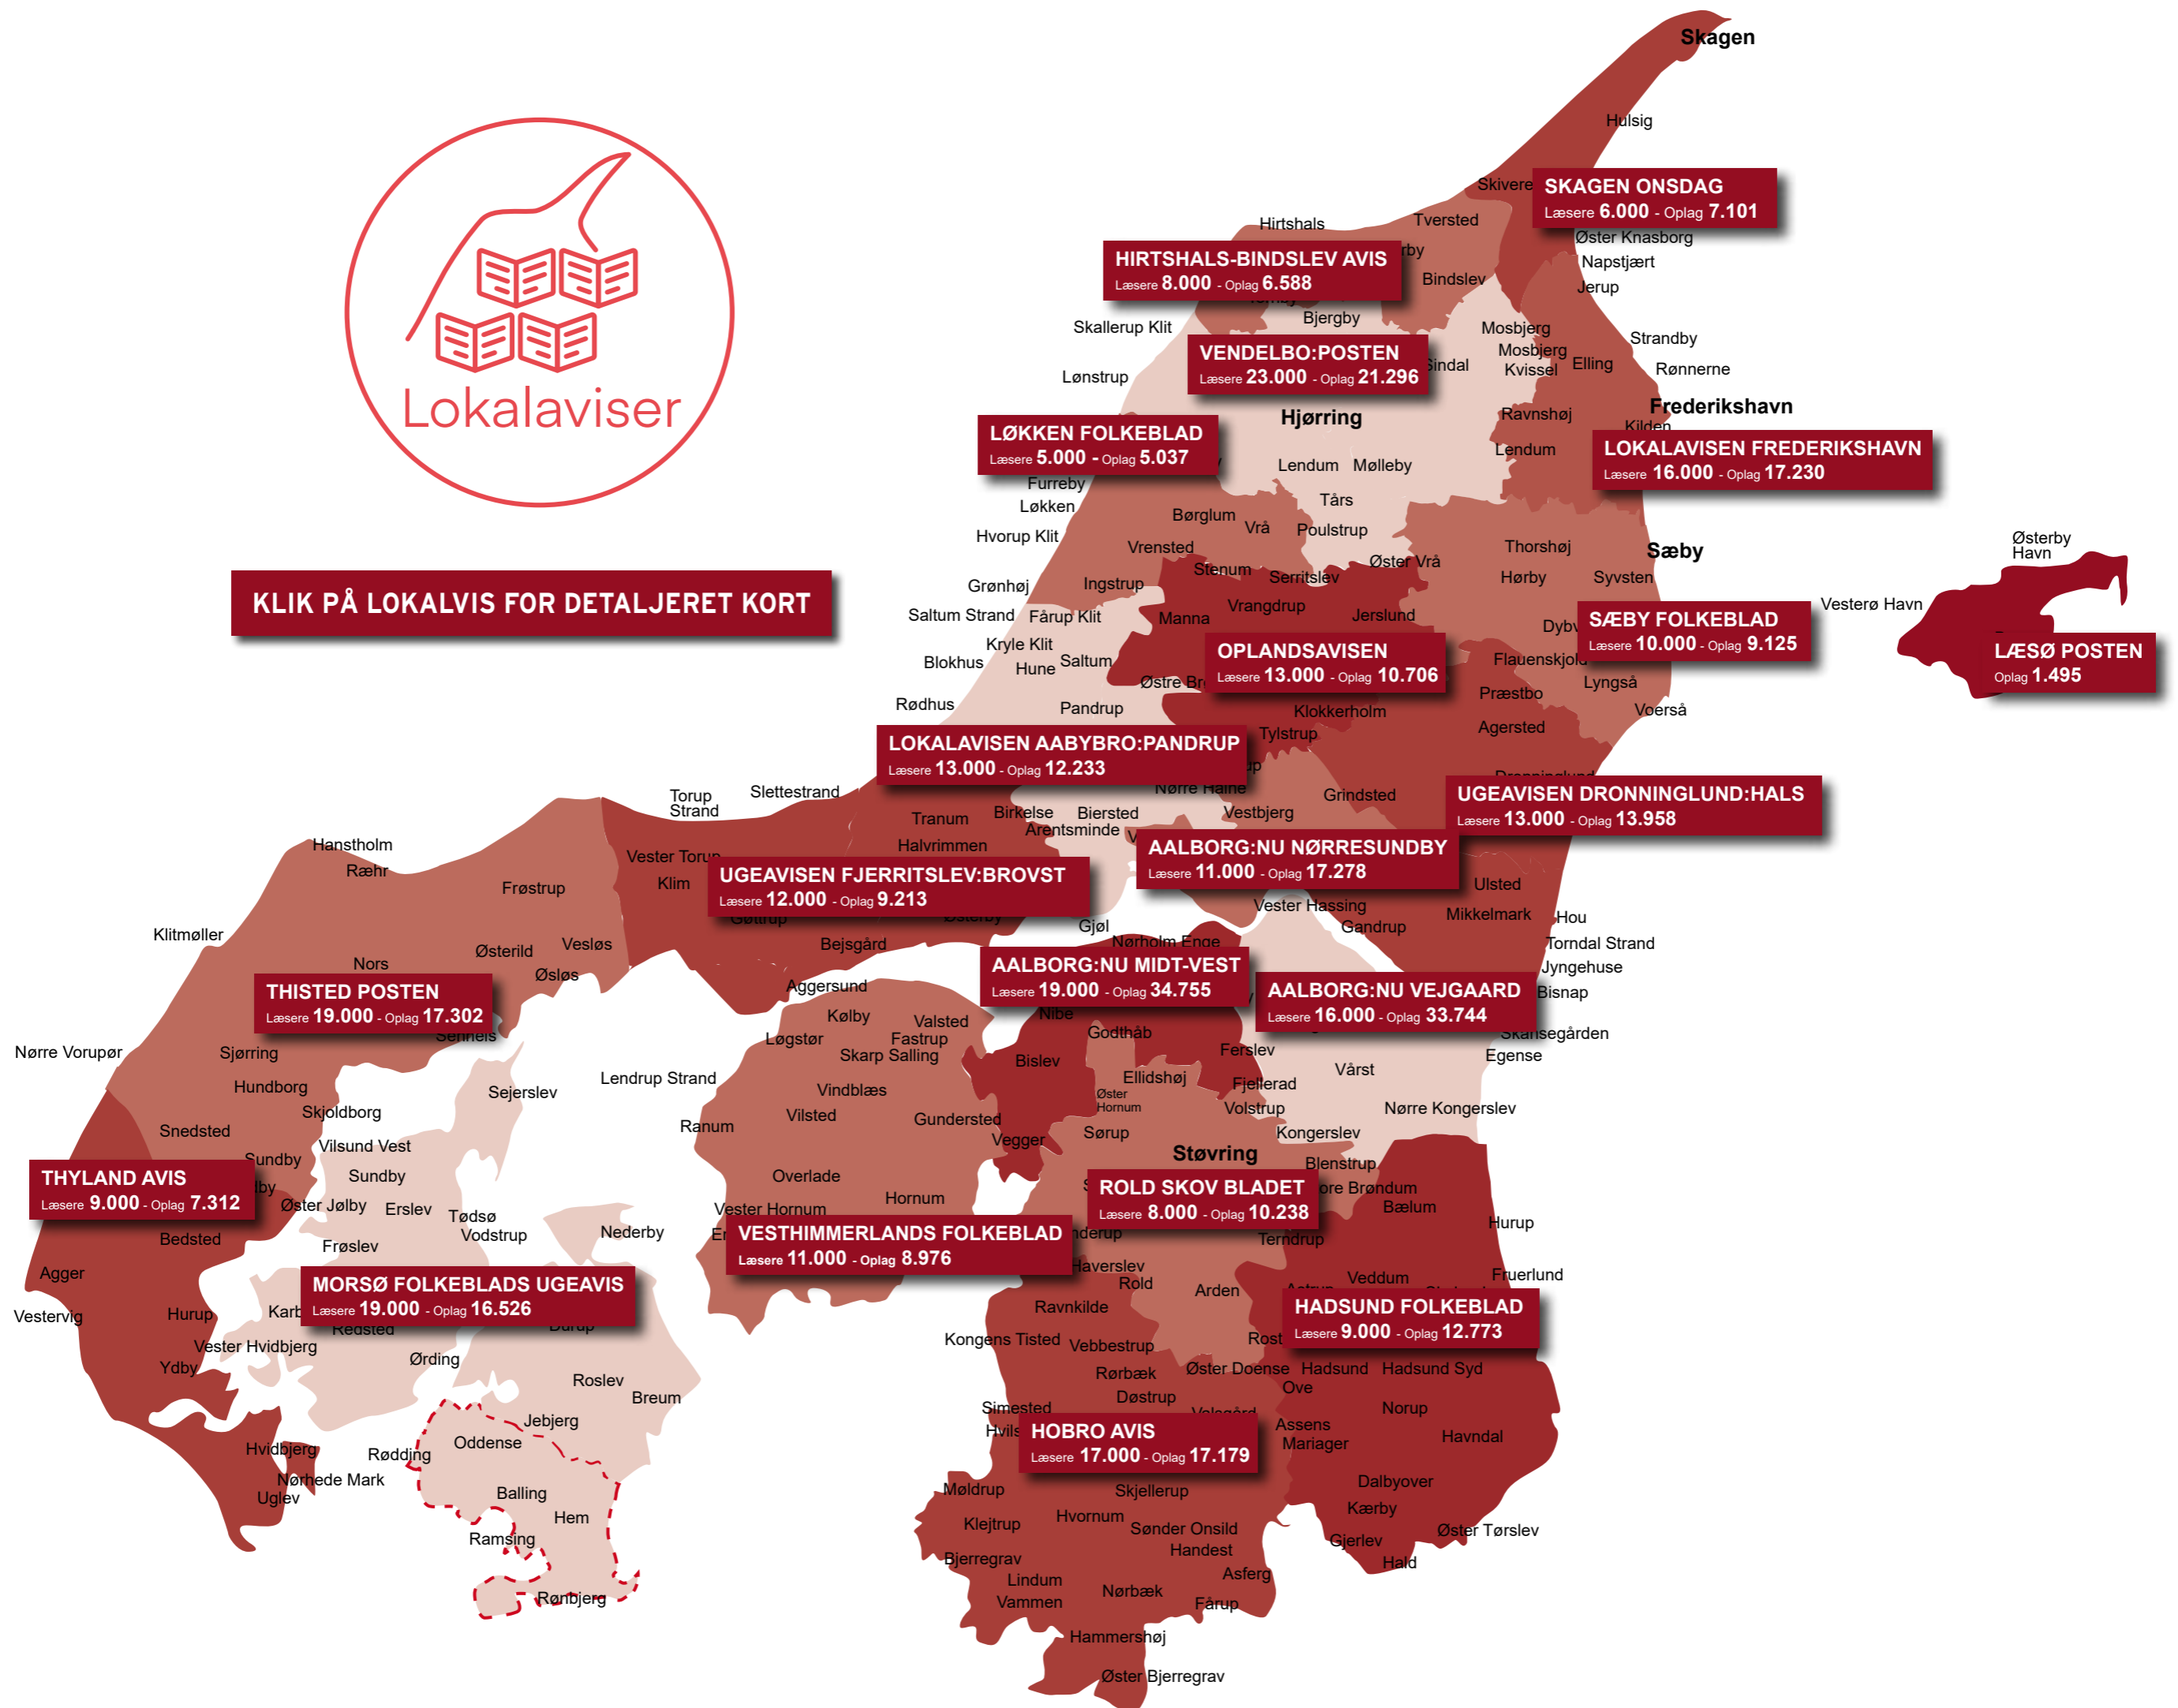 Skagen
Hulsig
Skivere
SKAGEN ONSDAG
Læsere 6.000 - Oplag 7.101
Hirtshals
Tversted
Øster Knasborg
HIRTSHALS-BINDSLEV AVIS
Læsere 8.000 - Oplag 6.588
Bindslev
Napstjært
Jerup
Bjergby
Skallerup Klit
Mosbjerg
Strandby
VENDELBO:POSTEN
Læsere 23.000 - Oplag 21.296
Sindal
Mosbjerg
Kvissel
Elling
Rønnerne
Lønstrup
Lokalaviser
Hjørring
Ravnshøj
Frederikshavn
Kilden
LØKKEN FOLKEBLAD
Læsere 5.000 - Oplag 5.037
Lendum
LOKALAVISEN FREDERIKSHAVN
Læsere 16.000 - Oplag 17.230
Lendum
Mølleby
Furreby
Løkken
Tårs
Børglum
Vrå
Poulstrup
Hvorup Klit
Vrensted
Thorshøj
Sæby
Østerby
Havn
Øster Vrå
Stenum
Serritslev
Hørby
Syvsten
Grønhøj
Ingstrup
KLIK PÅ LOKALVIS FOR DETALJERET KORT
Vrangdrup
Vesterø Havn
Saltum Strand
Fårup Klit
Manna
Jerslund
SÆBY FOLKEBLAD
Læsere 10.000 - Oplag 9.125
Kryle Klit
OPLANDSAVISEN
Læsere 13.000 - Oplag 10.706
LÆSØ POSTEN
Oplag 1.495
Blokhus
Hune
Saltum
Flauenskjold
Lyngså
Præstbo
Rødhus
Pandrup
Klokkerholm
Voerså
Agersted
Tylstrup
LOKALAVISEN AABYBRO:PANDRUP
Læsere 13.000 - Oplag 12.233
Slettestrand
Torup
Strand
Nørre Halne
Grindsted
Dronninglund
UGEAVISEN DRONNINGLUND:HALS
Læsere 13.000 - Oplag 13.958
Tranum
Birkelse
Biersted
Vestbjerg
Arentsminde
Halvrimmen
Hanstholm
Ræhr
Vester Torup
Klim
UGEAVISEN FJERRITSLEV:BROVST
Læsere 12.000 - Oplag 9.213
AALBORG:NU NØRRESUNDBY
Læsere 11.000 - Oplag 17.278
Frøstrup
Ulsted
Gøttrup
Østerby
Vester Hassing
Mikkelmark
Hou
Gjøl
Gandrup
Klitmøller
Bejsgård
Nørholm Enge
Torndal Strand
Østerild
Vesløs
Nors
AALBORG:NU MIDT-VEST
Læsere 19.000 - Oplag 34.755
Jyngehuse
Øsløs
THISTED POSTEN
Læsere 19.000 - Oplag 17.302
Aggersund
AALBORG:NU VEJGAARD
Læsere 16.000 - Oplag 33.744
Bisnap
Kølby
Valsted
Nibe
Sennels
Løgstør
Fastrup
Godthåb
Skansegården
Nørre Vorupør
Sjørring
Skarp Salling
Bislev
Ferslev
Egense
Vårst
Lendrup Strand
Ellidshøj
Hundborg
Sejerslev
Vindblæs
Fjellerad
Øster
Hornum
Skjoldborg
Vilsted
Gundersted
Volstrup
Nørre Kongerslev
Snedsted
Ranum
Sørup
Kongerslev
Vilsund Vest
Vegger
Støvring
Sundby
Blenstrup
THYLAND AVIS
Læsere 9.000 - Oplag 7.312
Sundby
Overlade
ROLD SKOV BLADET
Læsere 8.000 - Oplag 10.238
Øster Jølby
Erslev
Hornum
Bælum
Vester Hornum
Tødsø
Vodstrup
Nederby
VESTHIMMERLANDS FOLKEBLAD
Læsere 11.000 - Oplag 8.976
Hurup
Bedsted
Frøslev
Terndrup
Haverslev
Agger
MORSØ FOLKEBLADS UGEAVIS
Læsere 19.000 - Oplag 16.526
Rold
Arden
Veddum
Fruerlund
Vestervig
Hurup
Redsted
Durup
Ravnkilde
HADSUND FOLKEBLAD
Læsere 9.000 - Oplag 12.773
Vester Hvidbjerg
Kongens Tisted
Vebbestrup
Ydby
Ørding
Rørbæk
Øster Doense
Hadsund
Hadsund Syd
Roslev
Breum
Døstrup
Ove
Simested
Norup
Jebjerg
HOBRO AVIS
Læsere 17.000 - Oplag 17.179
Assens
Mariager
Havndal
Hvidbjerg
Rødding
Oddense
Nørhede Mark
Uglev
Balling
Møldrup
Skjellerup
Dalbyover
Hem
Klejtrup
Hvornum
Kærby
Ramsing
Sønder Onsild
Øster Tørslev
Handest
Gjerlev
Bjerregrav
Hald
Lindum
Asferg
Rønbjerg
Vammen
Nørbæk
Fårup
Hammershøj
Øster Bjerregrav